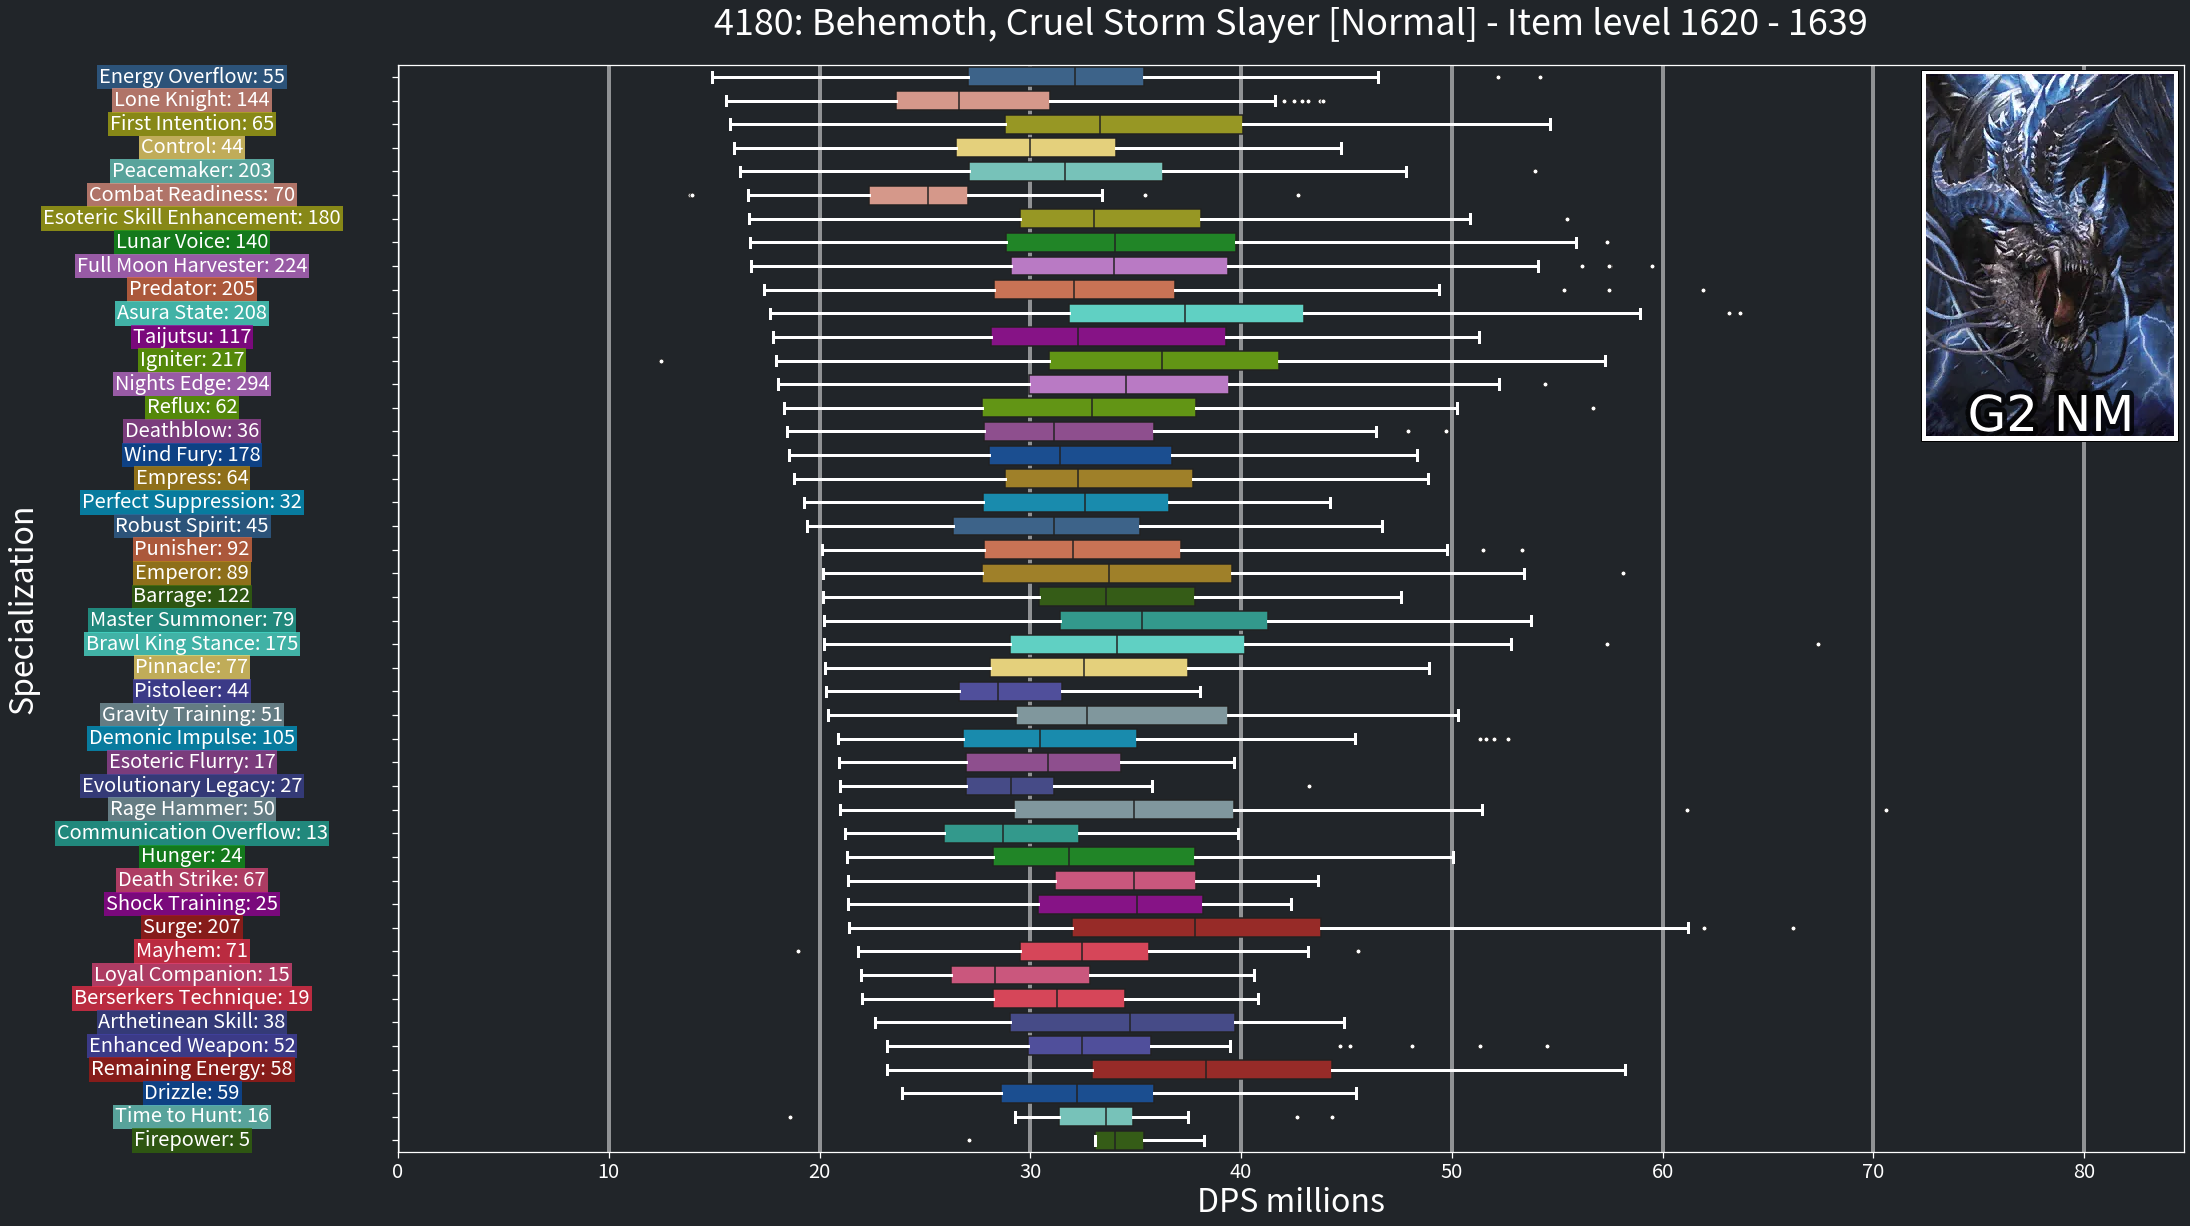 4180: Behemoth, Cruel Storm Slayer [Normal] - Item level 1620 - 1639
Specialization
Energy Overflow: 55
Lone Knight: 144
First Intention: 65
Control: 44
Peacemaker: 203
Combat Readiness: 70
Esoteric Skill Enhancement: 180
Lunar Voice: 140
Full Moon Harvester: 224
Predator: 205
Asura State: 208
Taijutsu: 117
Igniter: 217
Nights Edge: 294
Reflux: 62
Deathblow: 36
Wind Fury: 178
Empress: 64
Perfect Suppression: 32
Robust Spirit: 45
Punisher: 92
Emperor: 89
Barrage: 122
Master Summoner: 79
Brawl King Stance: 175
Pinnacle: 77
Pistoleer: 44
Gravity Training: 51
Demonic Impulse: 105
Esoteric Flurry: 17
Evolutionary Legacy: 27
Rage Hammer: 50
Communication Overflow: 13
Hunger: 24
Death Strike: 67
Shock Training: 25
Surge: 207
Mayhem: 71
Loyal Companion: 15
Berserkers Technique: 19
Arthetinean Skill: 38
Enhanced Weapon: 52
Remaining Energy: 58
Drizzle: 59
Time to Hunt: 16
Firepower: 5
G2 NM
0 10 20 30 40 50 60 70 80
DPS millions